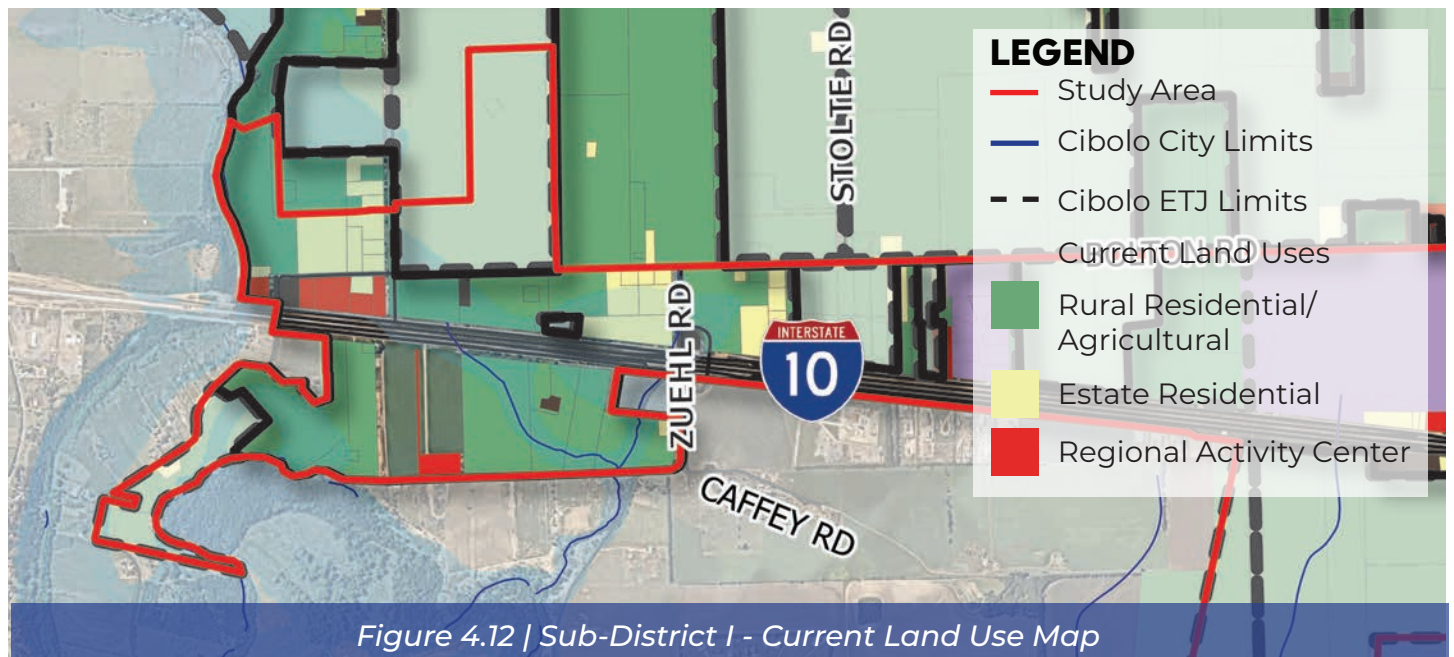 STOLTE RD
LEGEND
Study Area
Cibolo City Limits
Cibolo ETJ Limits
BOLTON RD
Current Land Uses
Rural Residential/
Agricultural
Estate Residential
Regional Activity Center
ZUEHL RD
INTERSTATE
10
CAFFEY RD
Figure 4.12 | Sub-District I - Current Land Use Map